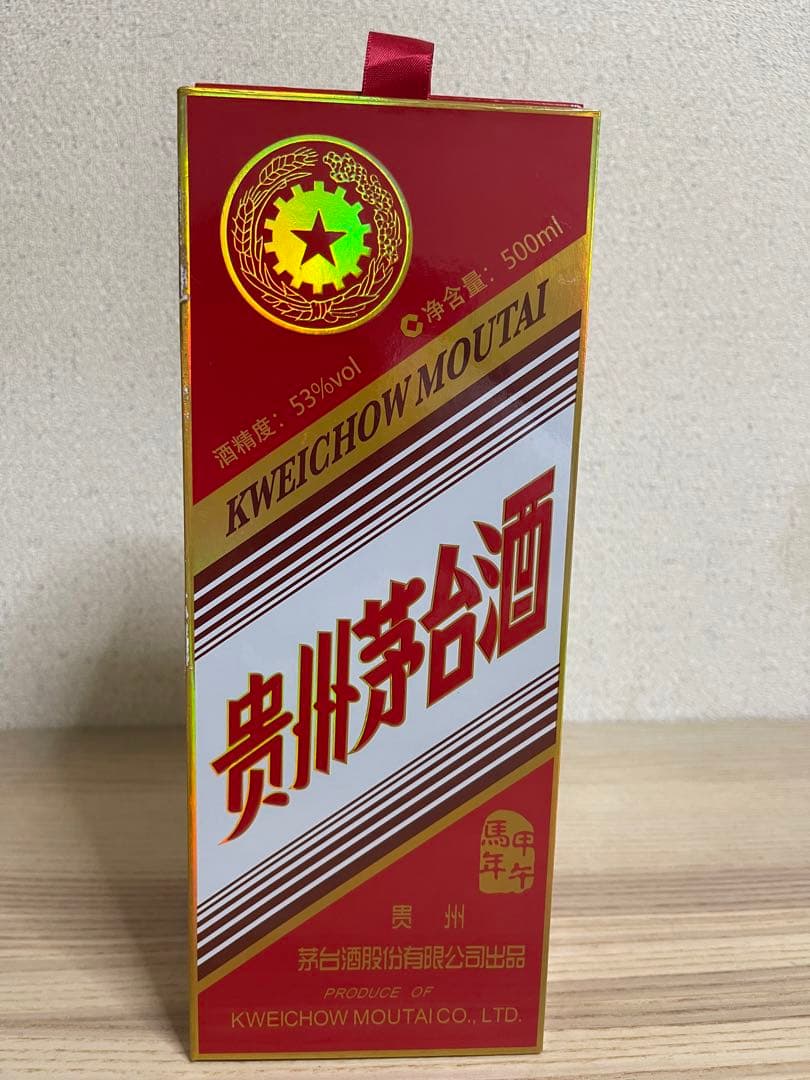 净含量：500ml
酒精度：53%vol
KWEICHOW MOUTAI
贵州茅台酒
甲午
馬年
贵州
茅台酒股份有限公司出品
PRODUCE OF
KWEICHOW MOUTAI CO., LTD.